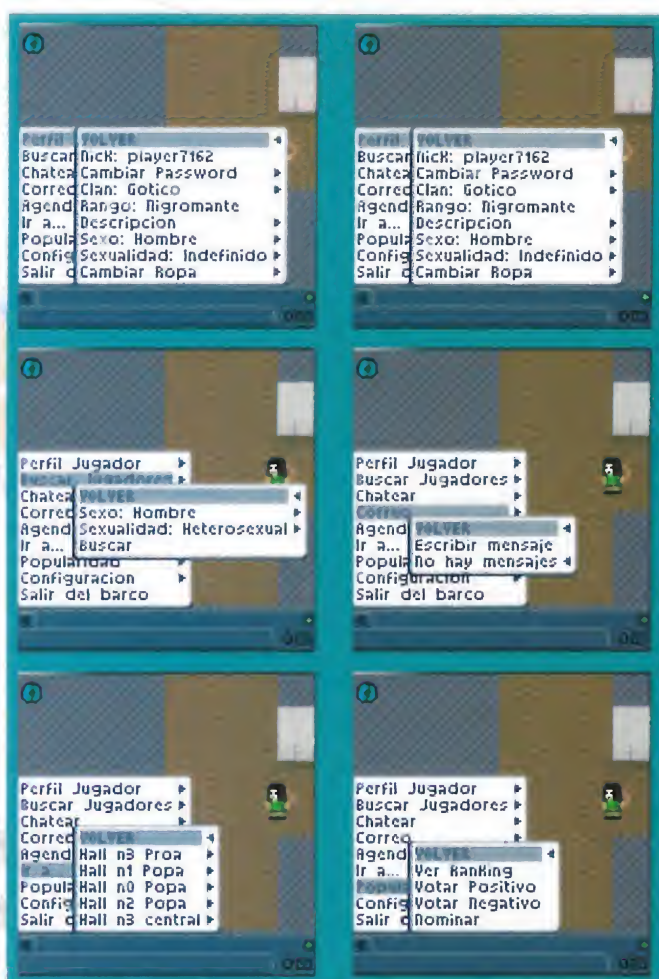 Perfil VOLVER
Buscar Nick: player7162
Chatea Cambiar Password
Correo Clan: Gotico
Agend Rango: Nigromante
Ir a... Descripcion
Popula Sexo: Hombre
Config Sexualidad: Indefinido
Salir d Cambiar Ropa
Perfil VOLVER
Buscar Nick: player7162
Chatea Cambiar Password
Correo Clan: Gotico
Agend Rango: Nigromante
Ir a... Descripcion
Popula Sexo: Hombre
Config Sexualidad: Indefinido
Salir d Cambiar Ropa
Perfil Jugador
Buscar Jugadores
Chatea VOLVER
Correo Sexo: Hombre
Agend Sexualidad: Heterosexual
Ir a... Buscar
Popularidad
Configuracion
Salir del barco
Perfil Jugador
Buscar Jugadores
Chatear
Correo
Agend VOLVER
Ir a... Escribir mensaje
Popula No hay mensajes
Configuracion
Salir del barco
Perfil Jugador
Buscar Jugadores
Chatear
Correo VOLVER
Agend Hall n3 Proa
Ir a... Hall n1 Popa
Popula Hall n0 Popa
Config Hall n2 Popa
Salir d Hall n3 central
Perfil Jugador
Buscar Jugadores
Chatear
Correo
Agend VOLVER
Ir a... Ver Ranking
Popula Votar Positivo
Config Votar Negativo
Salir d Nominar